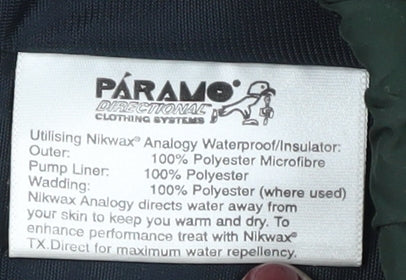 PÁRAMO®
DIRECTIONAL
CLOTHING SYSTEMS
Utilising Nikwax® Analogy Waterproof/Insulator:
Outer: 100% Polyester Microfibre
Pump Liner: 100% Polyester
Wadding: 100% Polyester (where used)
Nikwax Analogy directs water away from
your skin to keep you warm and dry. To
enhance performance treat with Nikwax®
TX.Direct for maximum water repellency.